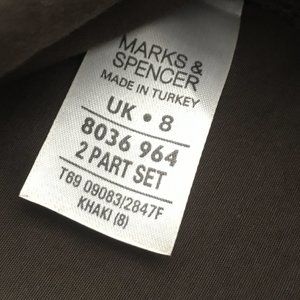 MARKS &
SPENCER
MADE IN TURKEY
UK • 8
8036 964
2 PART SET
T69 09083/2847F
KHAKI (8)